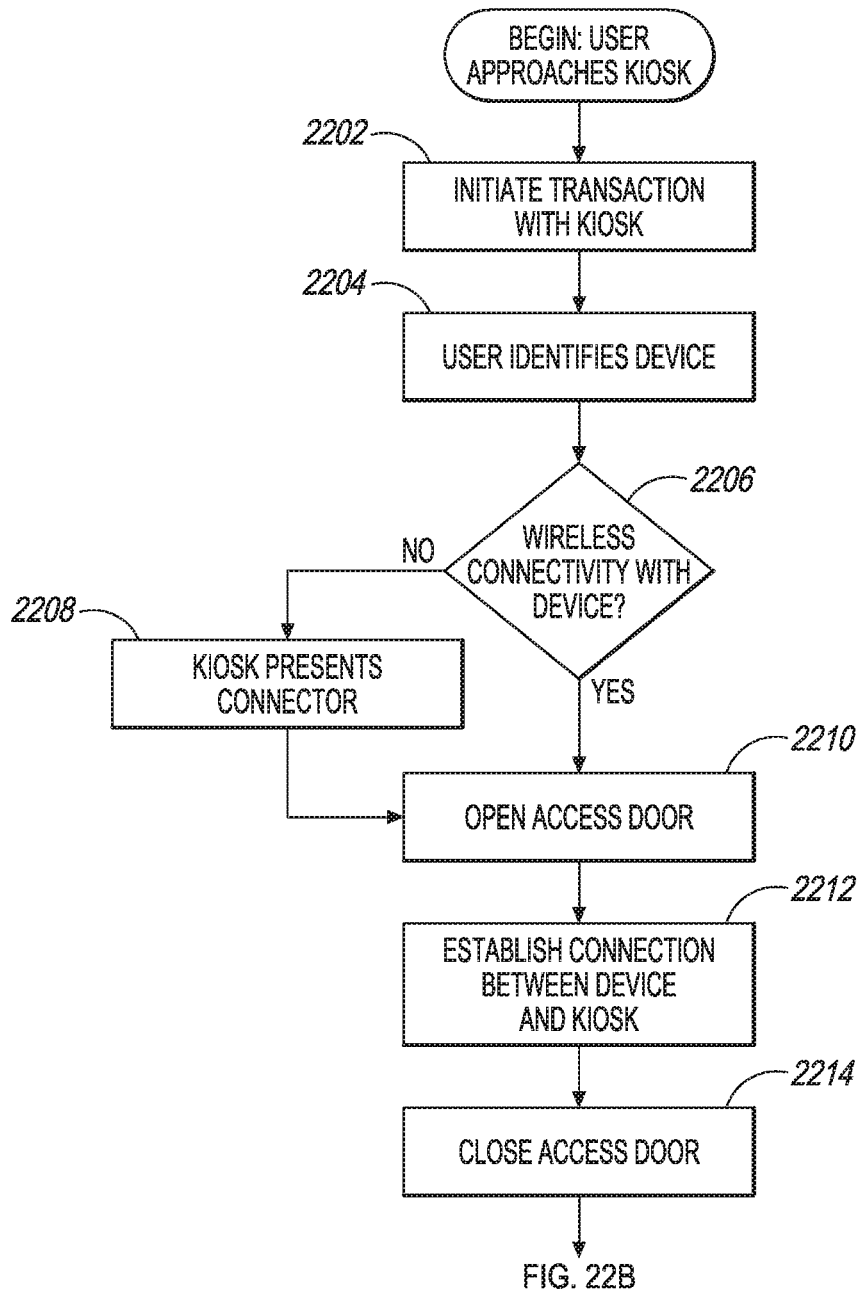 BEGIN: USER
APPROACHES KIOSK
2202
INITIATE TRANSACTION
WITH KIOSK
2204
USER IDENTIFIES DEVICE
2206
WIRELESS
CONNECTIVITY WITH
DEVICE?
NO
YES
2208
KIOSK PRESENTS
CONNECTOR
2210
OPEN ACCESS DOOR
2212
ESTABLISH CONNECTION
BETWEEN DEVICE
AND KIOSK
2214
CLOSE ACCESS DOOR
FIG. 22B